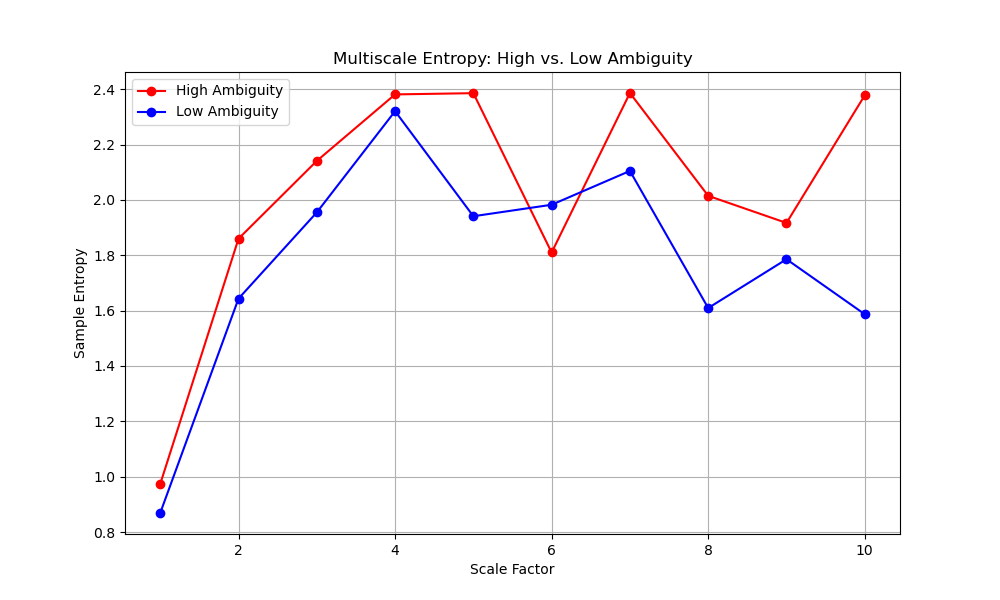 Multiscale Entropy: High vs. Low Ambiguity
High Ambiguity
Low Ambiguity
Sample Entropy
2.4
2.2
2.0
1.8
1.6
1.4
1.2
1.0
0.8
2
4
6
8
10
Scale Factor